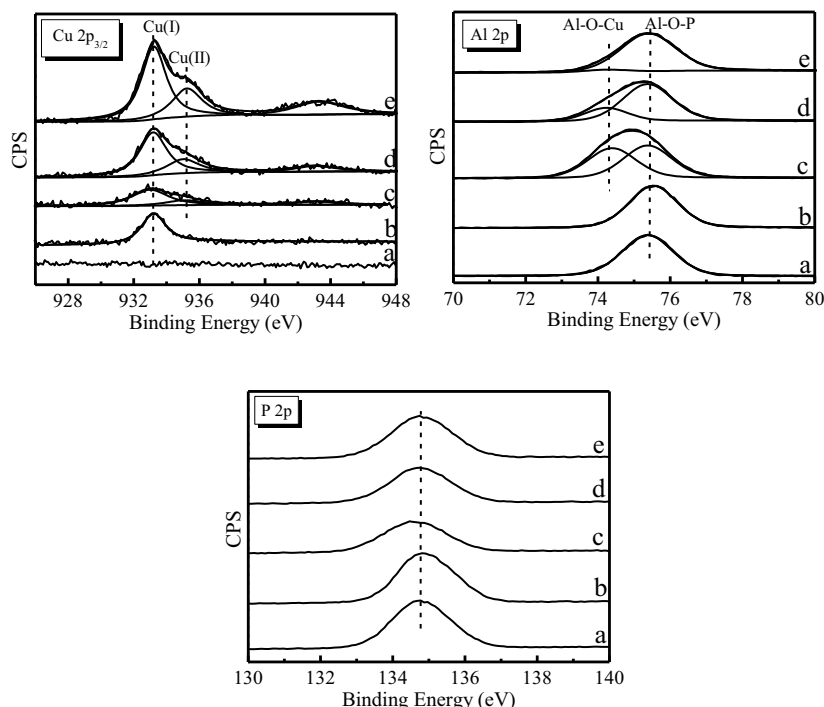 Cu 2p3/2
Cu(I)
Cu(II)
e
d
c
b
a
CPS
928 932 936 940 944 948
Binding Energy (eV)
Al 2p
Al-O-Cu
Al-O-P
e
d
c
b
a
CPS
70 72 74 76 78 80
Binding Energy (eV)
P 2p
e
d
c
b
a
CPS
130 132 134 136 138 140
Binding Energy (eV)